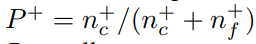 P⁺ = n_c⁺/(n_c⁺ + n_f⁺)